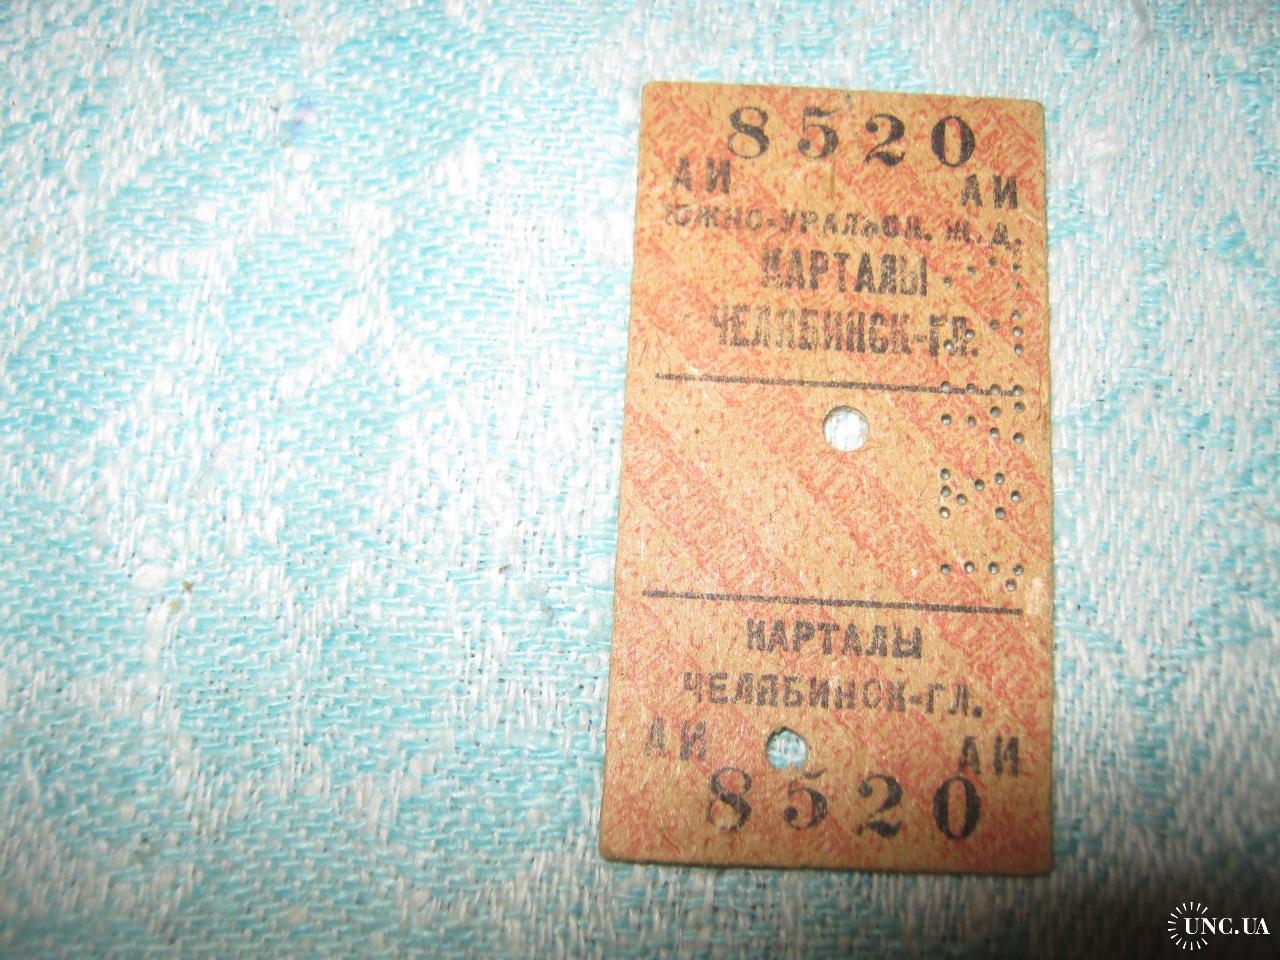 8520
АИ АИ
ЮЖНО-УРАЛЬСК. Ж. Д.
КАРТАЛЫ
ЧЕЛЯБИНСК-ГЛ.
КАРТАЛЫ
ЧЕЛЯБИНСК-ГЛ.
АИ АИ
8520
UNC.UA